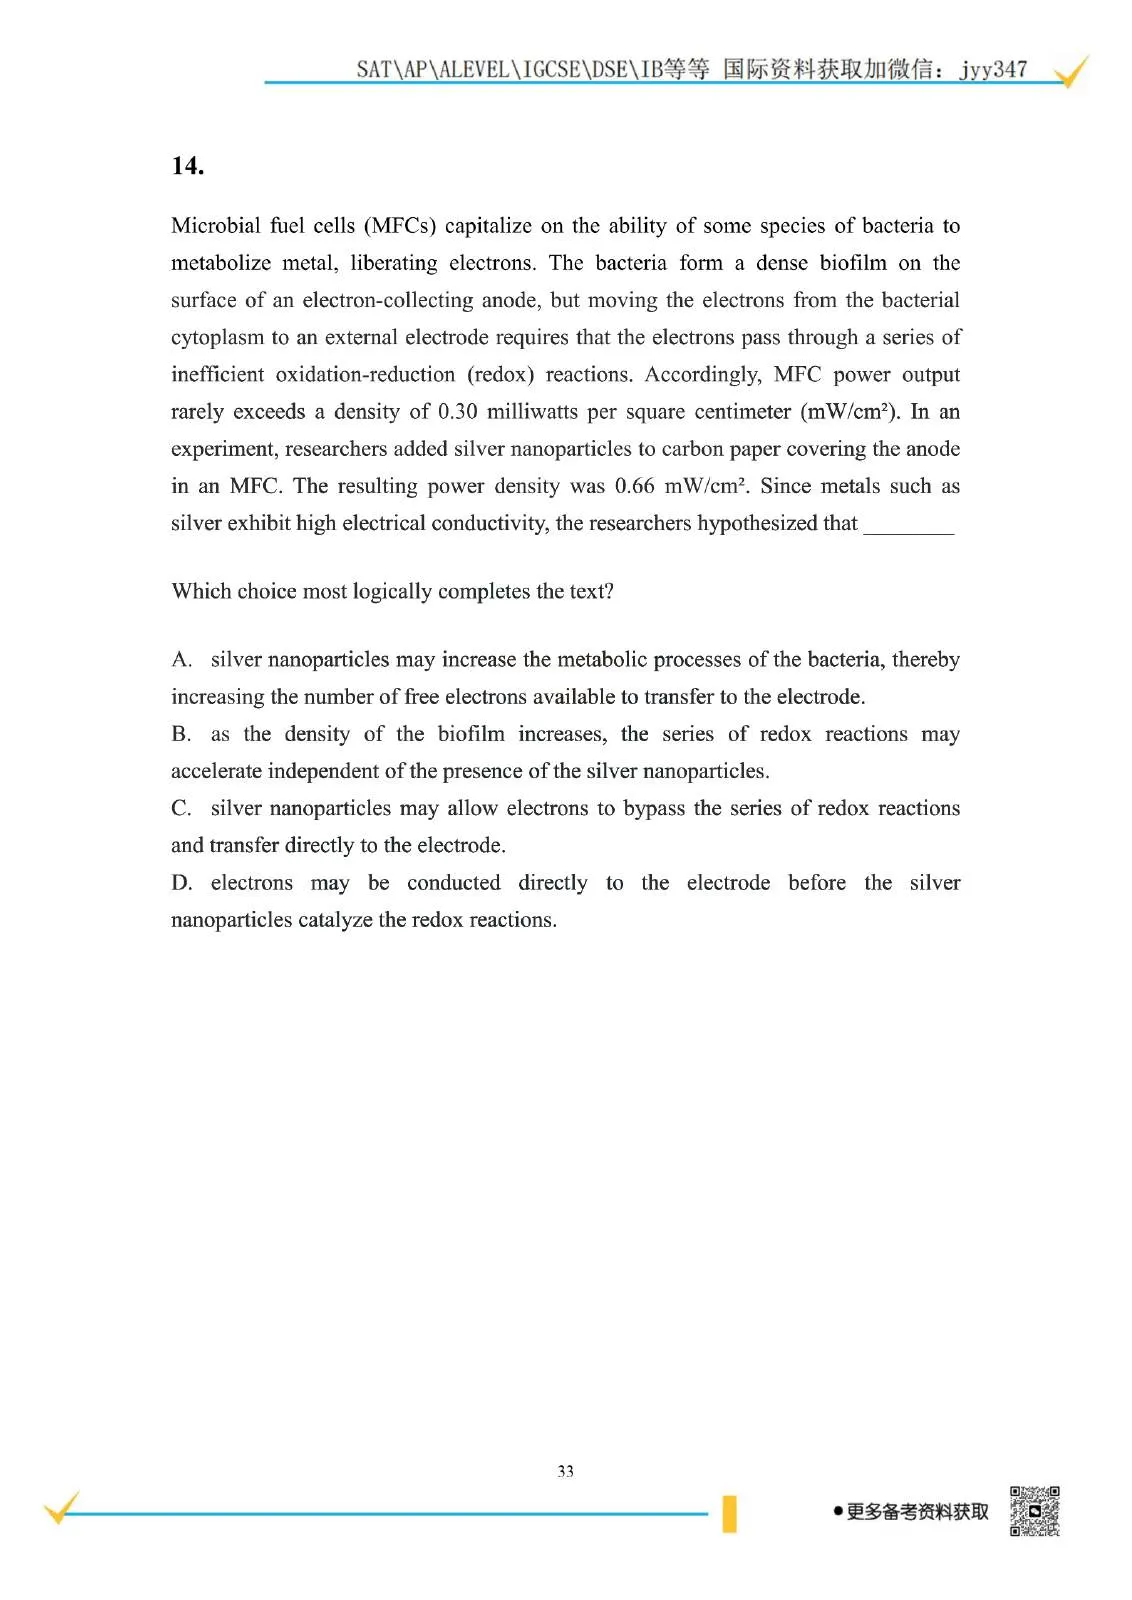 SAT\AP\ALEVEL\IGCSE\DSE\IB等等 国际资料获取加微信：jyy347
14.
Microbial fuel cells (MFCs) capitalize on the ability of some species of bacteria to
metabolize metal, liberating electrons. The bacteria form a dense biofilm on the
surface of an electron-collecting anode, but moving the electrons from the bacterial
cytoplasm to an external electrode requires that the electrons pass through a series of
inefficient oxidation-reduction (redox) reactions. Accordingly, MFC power output
rarely exceeds a density of 0.30 milliwatts per square centimeter (mW/cm²). In an
experiment, researchers added silver nanoparticles to carbon paper covering the anode
in an MFC. The resulting power density was 0.66 mW/cm². Since metals such as
silver exhibit high electrical conductivity, the researchers hypothesized that ________
Which choice most logically completes the text?
A. silver nanoparticles may increase the metabolic processes of the bacteria, thereby
increasing the number of free electrons available to transfer to the electrode.
B. as the density of the biofilm increases, the series of redox reactions may
accelerate independent of the presence of the silver nanoparticles.
C. silver nanoparticles may allow electrons to bypass the series of redox reactions
and transfer directly to the electrode.
D. electrons may be conducted directly to the electrode before the silver
nanoparticles catalyze the redox reactions.
33
●更多备考资料获取